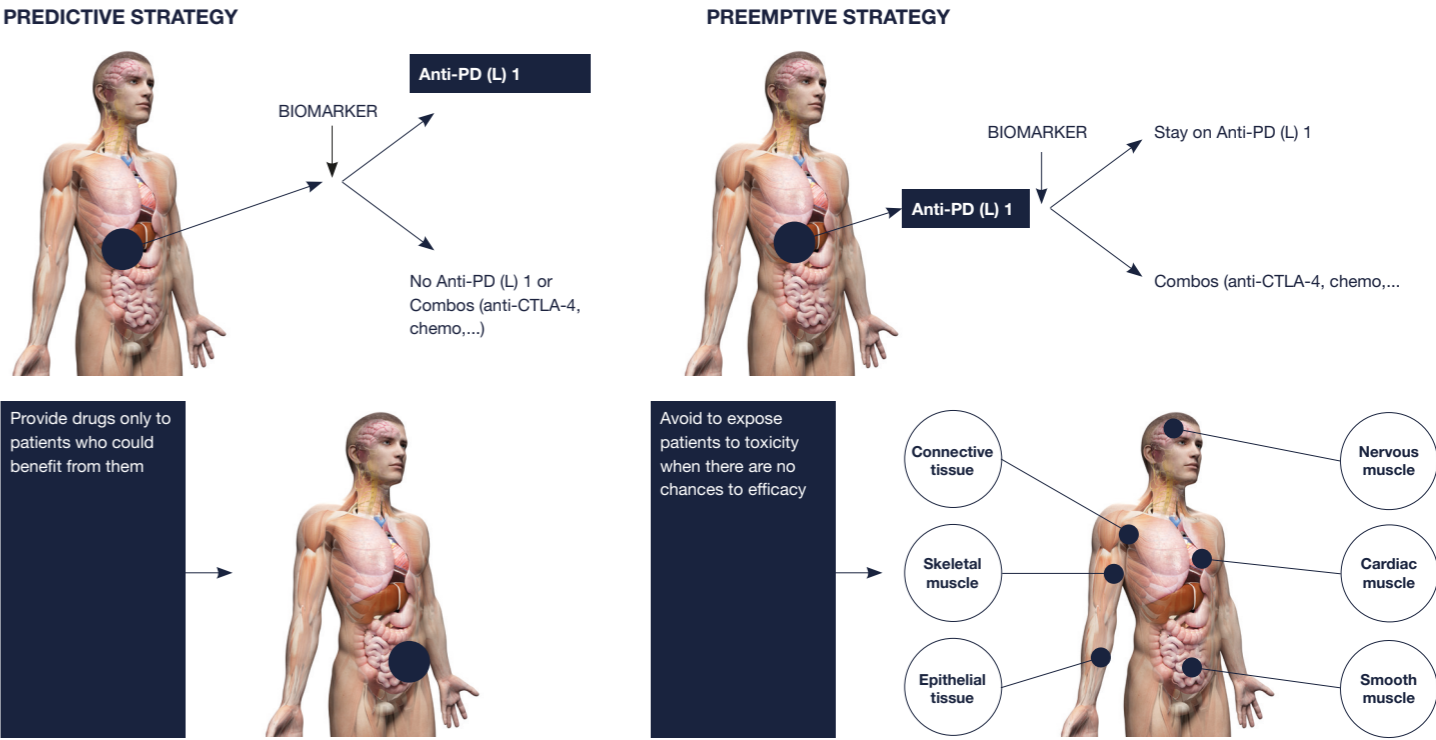 PREDICTIVE STRATEGY
BIOMARKER
Anti-PD (L) 1
No Anti-PD (L) 1 or
Combos (anti-CTLA-4,
chemo,...)
PREEMPTIVE STRATEGY
Anti-PD (L) 1
BIOMARKER
Stay on Anti-PD (L) 1
Combos (anti-CTLA-4, chemo,...
Provide drugs only to
patients who could
benefit from them
Avoid to expose
patients to toxicity
when there are no
chances to efficacy
Connective
tissue
Skeletal
muscle
Epithelial
tissue
Nervous
muscle
Cardiac
muscle
Smooth
muscle